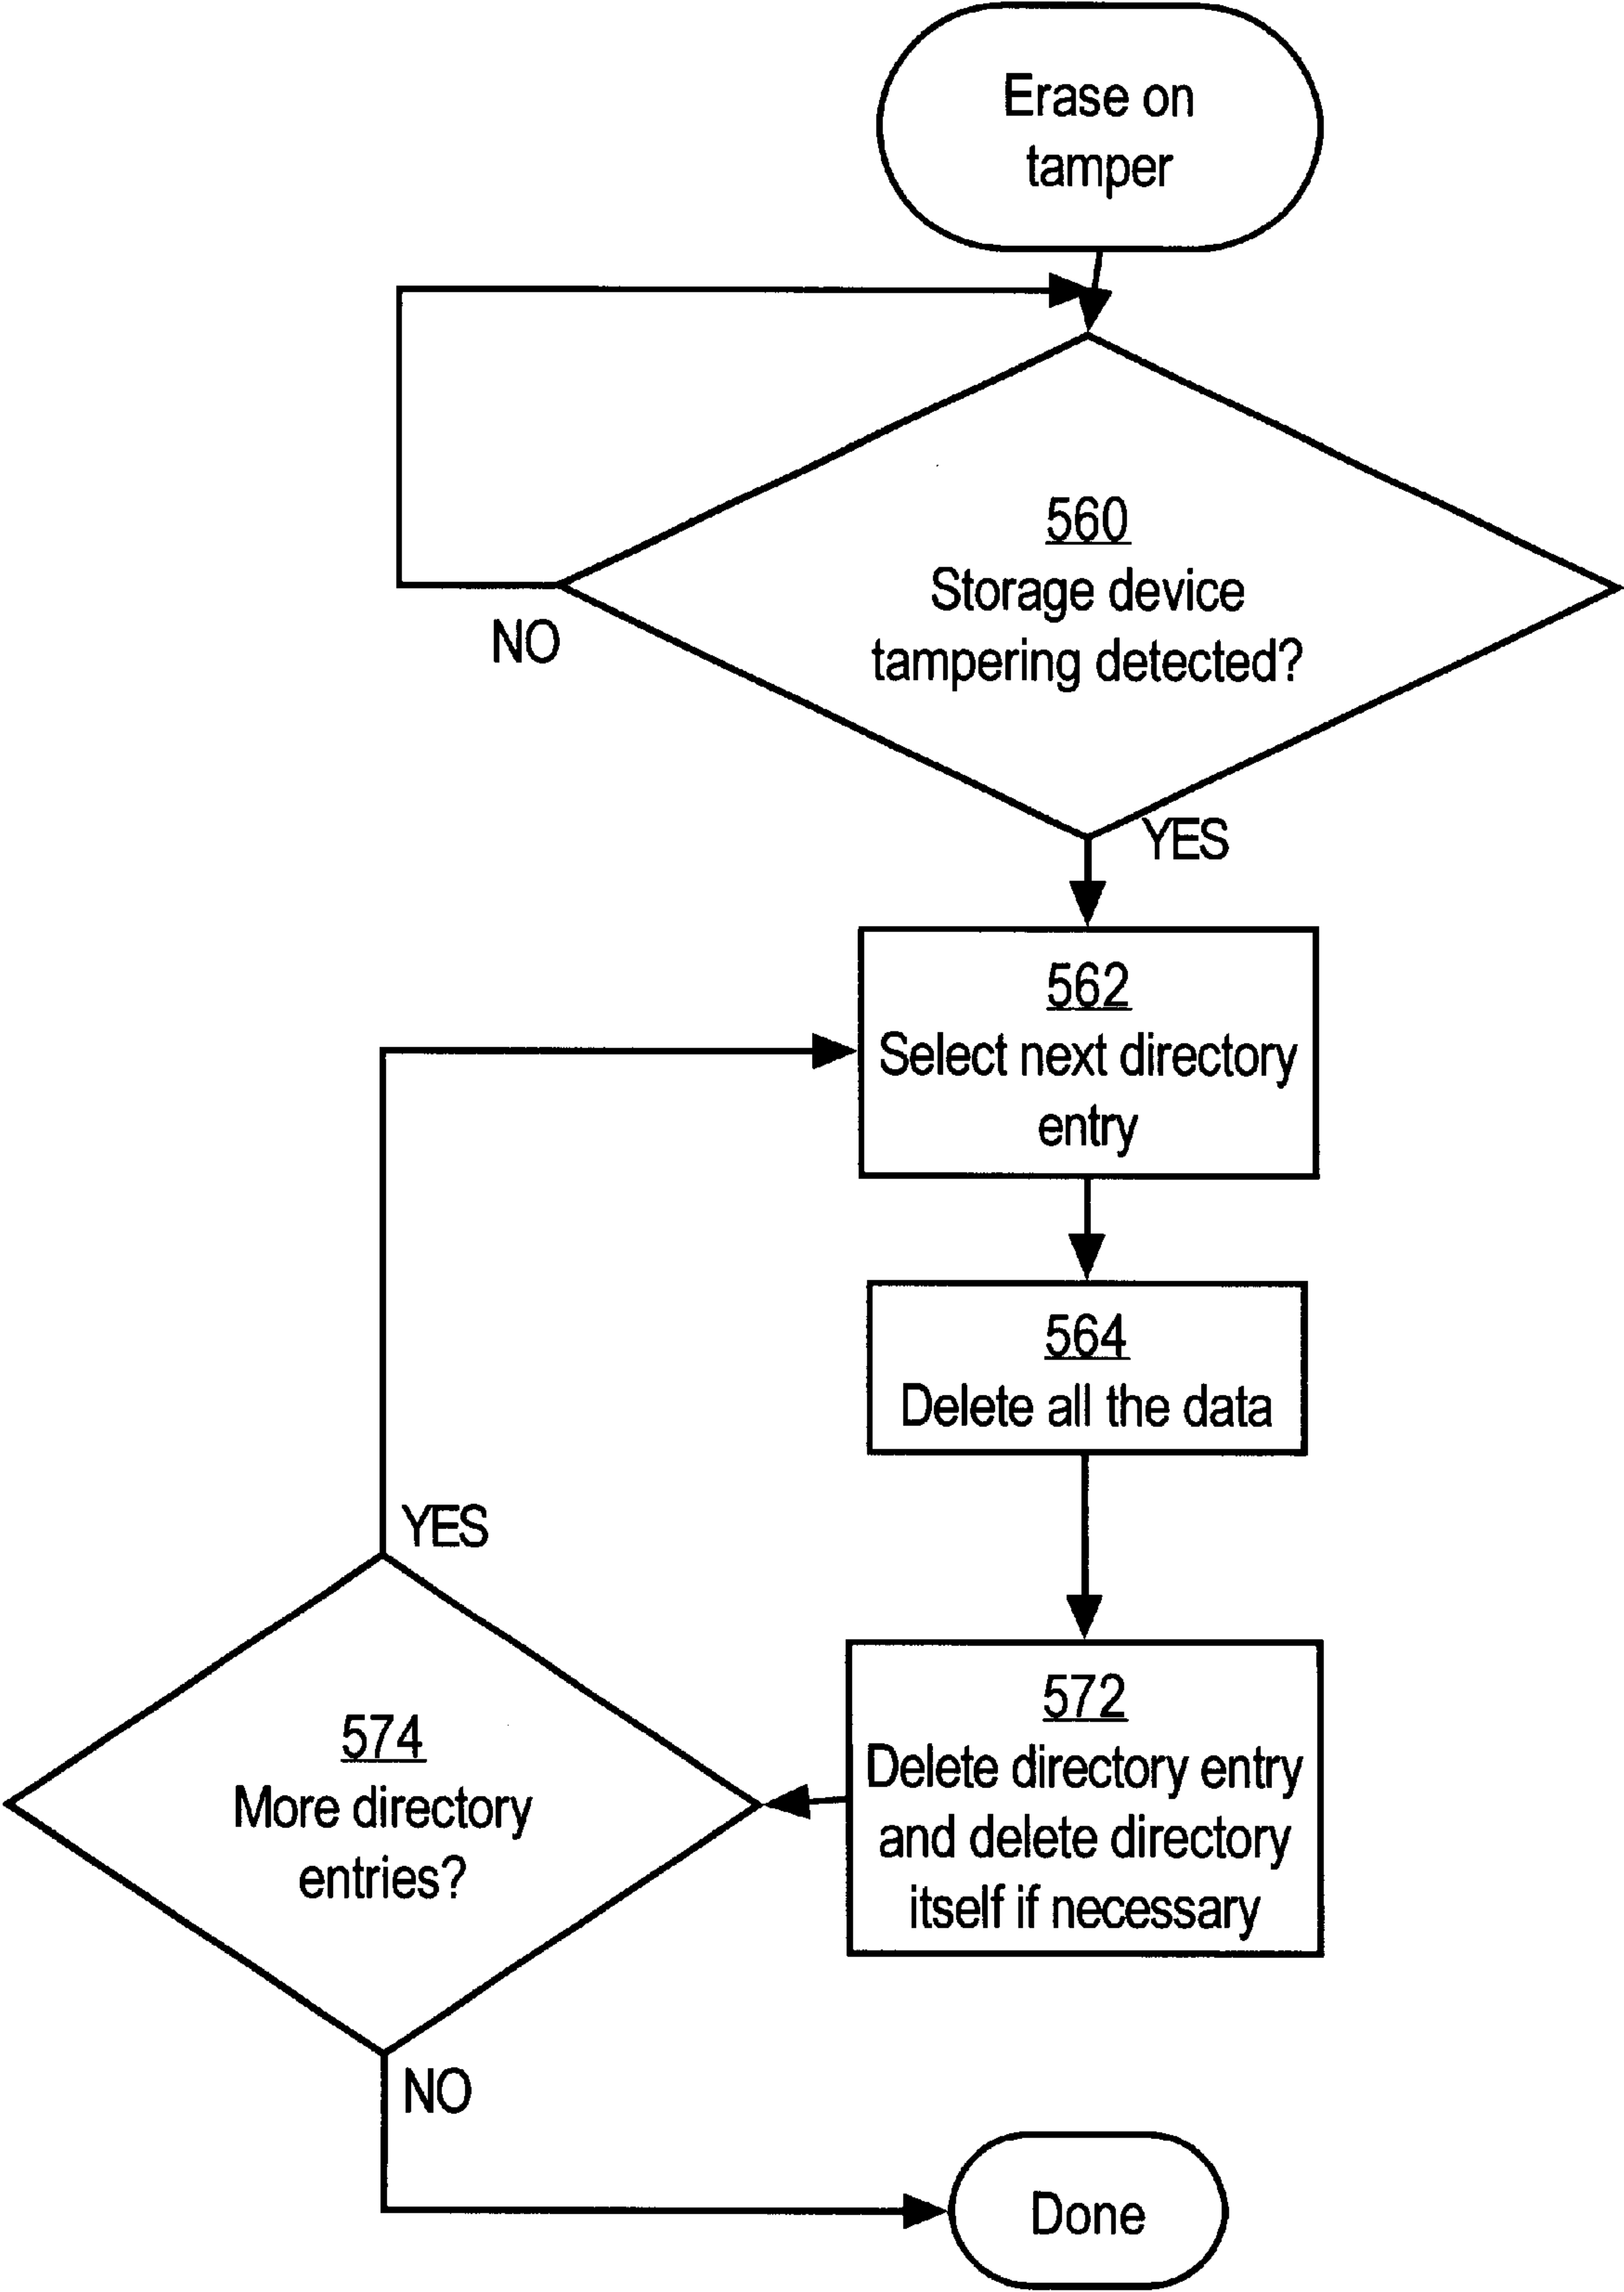 Erase on
tamper
560
Storage device
tampering detected?
NO
YES
562
Select next directory
entry
564
Delete all the data
YES
572
Delete directory entry
and delete directory
itself if necessary
574
More directory
entries?
NO
Done